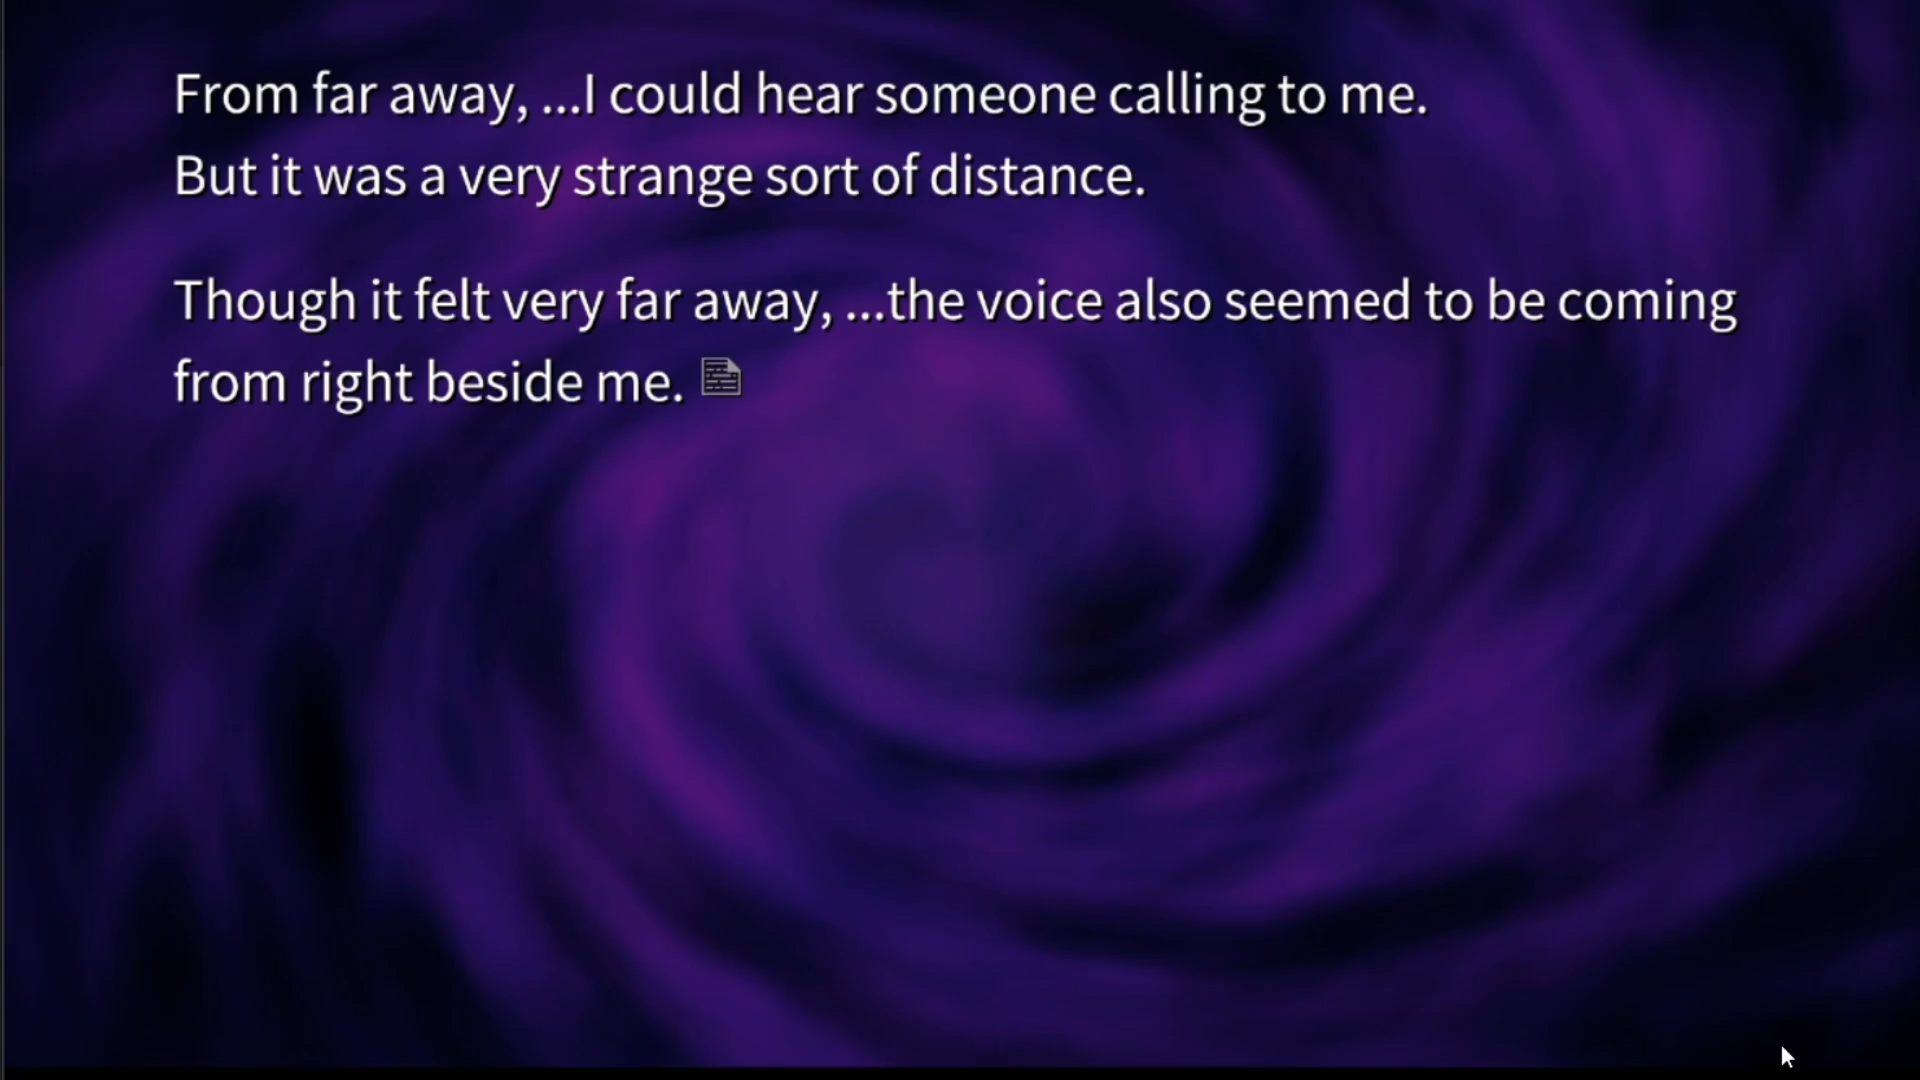 From far away, ...I could hear someone calling to me.
But it was a very strange sort of distance.
Though it felt very far away, ...the voice also seemed to be coming
from right beside me.